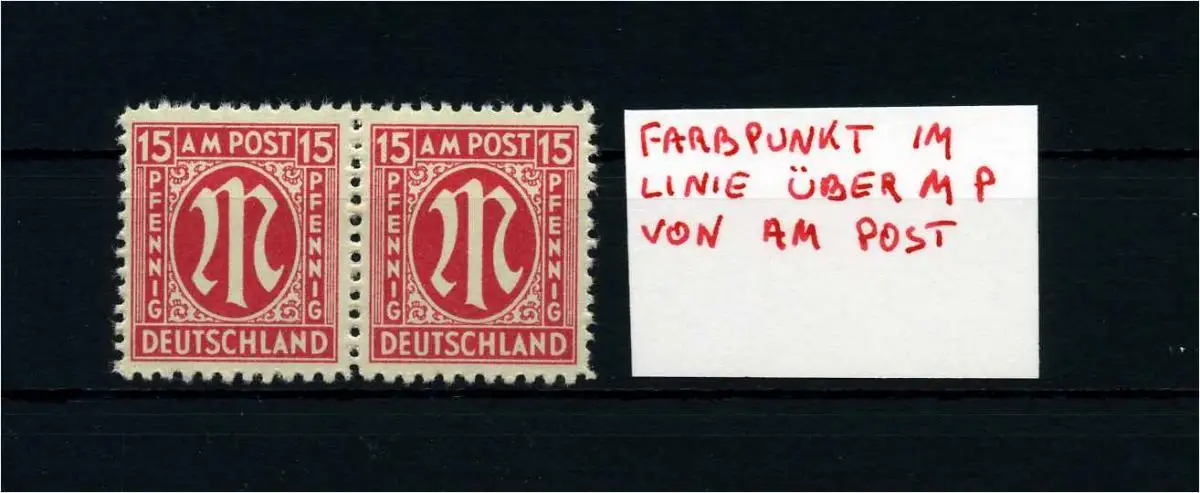 15 AM POST 15
PFENNIG
M
PFENNIG
DEUTSCHLAND
15 AM POST 15
PFENNIG
M
PFENNIG
DEUTSCHLAND
FARBPUNKT IM
LINIE ÜBER M P
VON AM POST